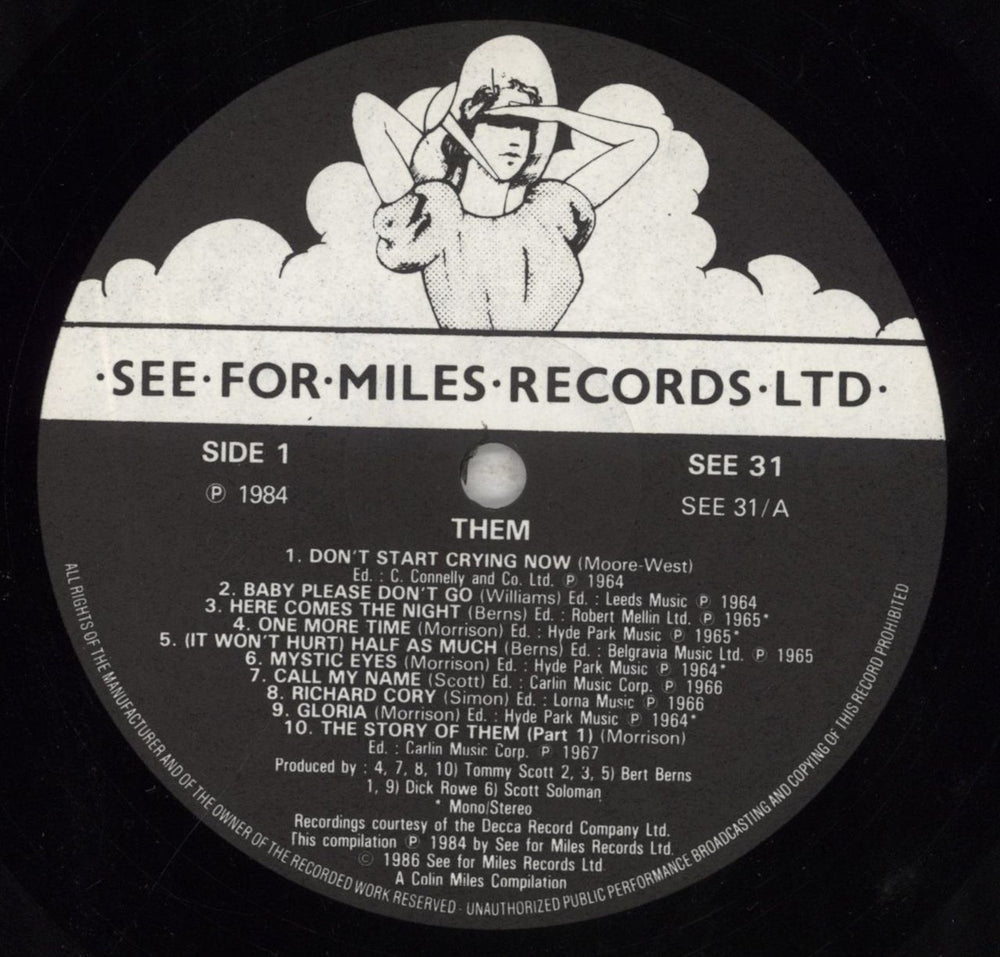 ·SEE·FOR·MILES·RECORDS·LTD·
SIDE 1
Ⓟ 1984
SEE 31
SEE 31/A
THEM
1. DON'T START CRYING NOW (Moore-West)
Ed. : C. Connelly and Co. Ltd. Ⓟ 1964
2. BABY PLEASE DON'T GO (Williams) Ed. : Leeds Music Ⓟ 1964
3. HERE COMES THE NIGHT (Berns) Ed. : Robert Mellin Ltd. Ⓟ 1965*
4. ONE MORE TIME (Morrison) Ed. : Hyde Park Music Ⓟ 1965*
5. (IT WON'T HURT) HALF AS MUCH (Berns) Ed. : Belgravia Music Ltd. Ⓟ 1965
6. MYSTIC EYES (Morrison) Ed. : Hyde Park Music Ⓟ 1964*
7. CALL MY NAME (Scott) Ed. : Carlin Music Corp. Ⓟ 1966
8. RICHARD CORY (Simon) Ed. : Lorna Music Ⓟ 1966
9. GLORIA (Morrison) Ed. : Hyde Park Music Ⓟ 1964*
10. THE STORY OF THEM (Part 1) (Morrison)
Ed. : Carlin Music Corp. Ⓟ 1967
Produced by : 4, 7, 8, 10) Tommy Scott 2, 3, 5) Bert Berns
1, 9) Dick Rowe 6) Scott Soloman
* Mono/Stereo
Recordings courtesy of the Decca Record Company Ltd.
This compilation Ⓟ 1984 by See for Miles Records Ltd.
© 1986 See for Miles Records Ltd
A Colin Miles Compilation
ALL RIGHTS OF THE MANUFACTURER AND OF THE OWNER OF THE RECORDED WORK RESERVED - UNAUTHORIZED PUBLIC PERFORMANCE BROADCASTING AND COPYING OF THIS RECORD PROHIBITED